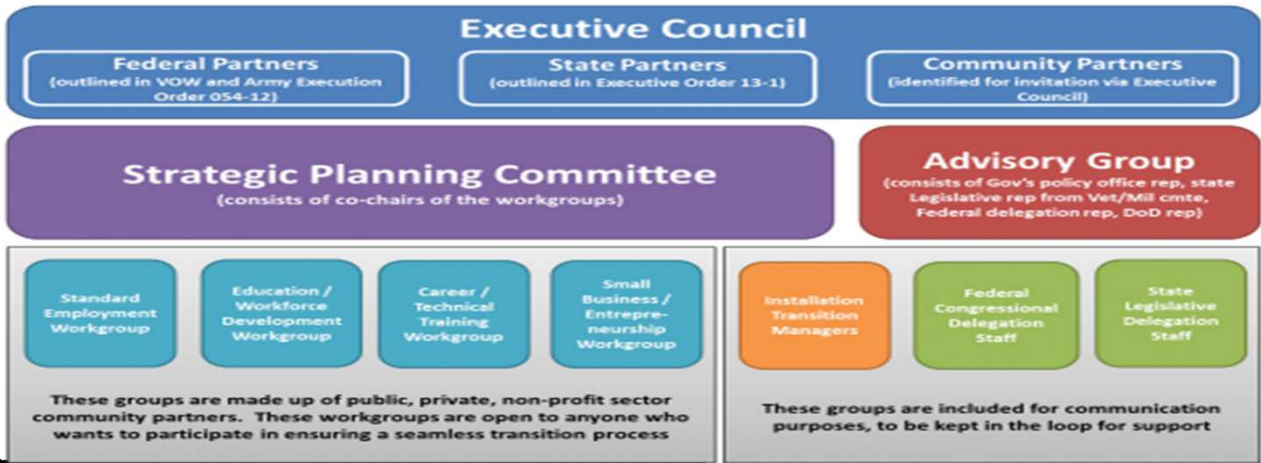 Executive Council
Federal Partners
(outlined in VOW and Army Execution
Order 054-12)
State Partners
(outlined in Executive Order 13-1)
Community Partners
(identified for invitation via Executive
Council)
Strategic Planning Committee
(consists of co-chairs of the workgroups)
Advisory Group
(consists of Gov's policy office rep, state
Legislative rep from Vet/Mil cmte,
Federal delegation rep, DoD rep)
Standard
Employment
Workgroup
Education /
Workforce
Development
Workgroup
Career /
Technical
Training
Workgroup
Small
Business /
Entrepre-
neurship
Workgroup
These groups are made up of public, private, non-profit sector
community partners. These workgroups are open to anyone who
wants to participate in ensuring a seamless transition process
Installation
Transition
Managers
Federal
Congressional
Delegation
Staff
State
Legislative
Delegation
Staff
These groups are included for communication
purposes, to be kept in the loop for support